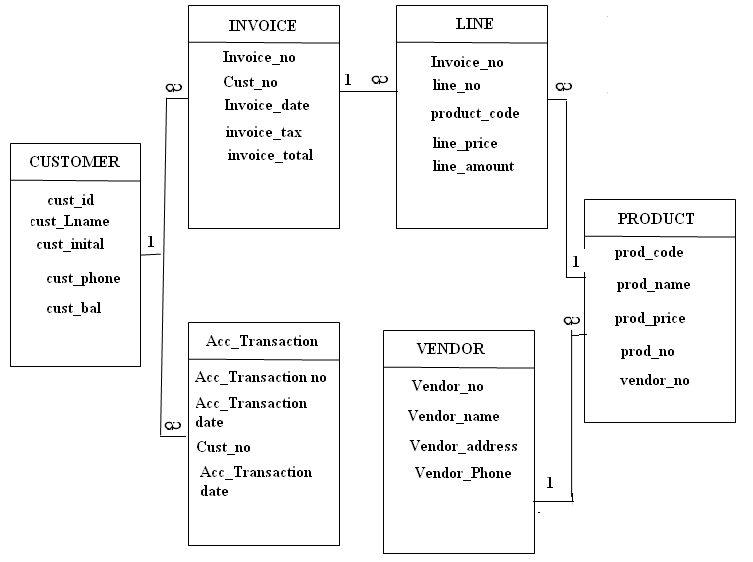 INVOICE
Invoice_no
Cust_no
Invoice_date
invoice_tax
invoice_total
1
∞
∞
LINE
Invoice_no
line_no
product_code
line_price
line_amount
∞
1
CUSTOMER
cust_id
cust_Lname
cust_inital
cust_phone
cust_bal
1
∞
PRODUCT
prod_code
prod_name
prod_price
prod_no
vendor_no
∞
Acc_Transaction
Acc_Transaction no
Acc_Transaction
date
Cust_no
Acc_Transaction
date
VENDOR
Vendor_no
Vendor_name
Vendor_address
Vendor_Phone
1